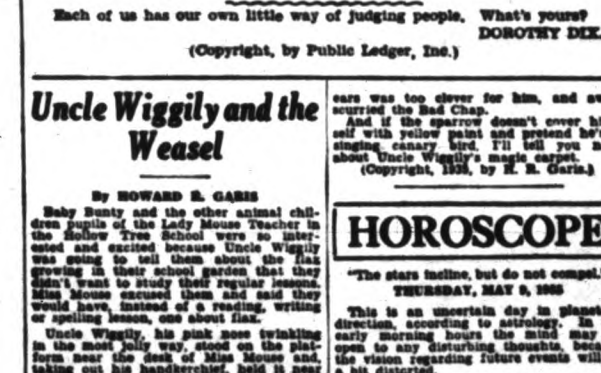 Each of us has our own little way of judging people. What's yours?
DOROTHY DIX.
(Copyright, by Public Ledger, Inc.)
Uncle Wiggily and the
Weasel
By HOWARD R. GARIS
Baby Bunty and the other animal chil-
dren pupils of the Lady Mouse Teacher in
the Hollow Tree School were so inter-
ested and excited because Uncle Wiggily
was going to tell them about the flax
growing in their school garden that they
didn't want to study their regular lessons.
Miss Mouse excused them and said they
would have, instead of a reading, writing
or spelling lesson, one about flax.
Uncle Wiggily, his pink nose twinkling
in the most jolly way, stood on the plat-
form near the desk of Miss Mouse and,
taking out his handkerchief, held it near
ears was too clever for him, and
scurried the Bad Chap.
And if the sparrow doesn't cover
self with yellow paint and pretend he's
singing canary bird, I'll tell you
about Uncle Wiggily's magic carpet.
(Copyright, 1935, by H. R. Garis.)
HOROSCOPE
"The stars incline, but do not compel."
THURSDAY, MAY 9, 1935
This is an uncertain day in
direction, according to astrology. In
early morning hours the mind may
open to any disturbing thoughts
the vision regarding future events will
a bit distorted.